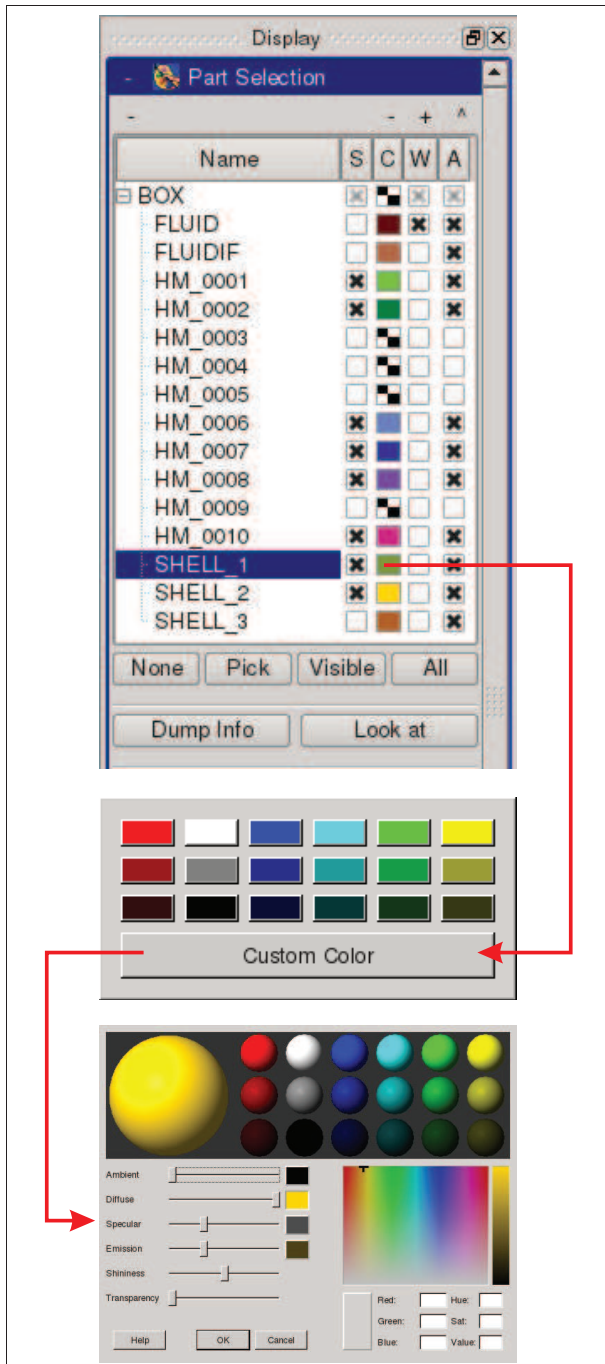 Display
- Part Selection
- - + ^
Name S C W A
BOX
FLUID
FLUIDIF
HM_0001
HM_0002
HM_0003
HM_0004
HM_0005
HM_0006
HM_0007
HM_0008
HM_0009
HM_0010
SHELL_1
SHELL_2
SHELL_3
None Pick Visible All
Dump Info Look at
Custom Color
Ambient
Diffuse
Specular
Emission
Shininess
Transparency
Red: Hue:
Green: Sat:
Blue: Value:
Help OK Cancel